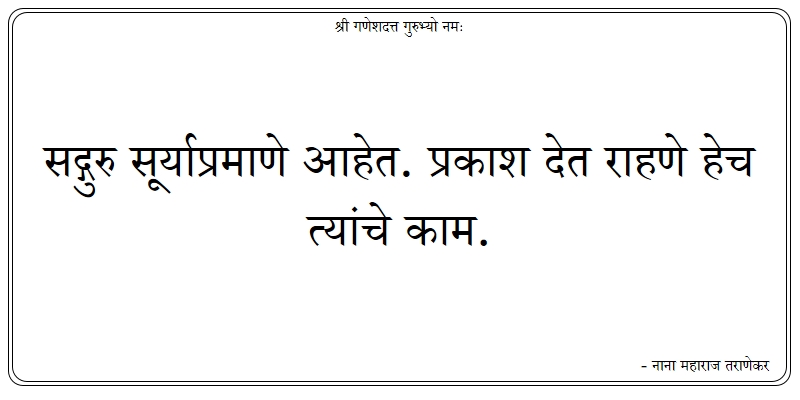 श्री गणेशदत्त गुरुभ्यो नमः
सद्गुरु सूर्याप्रमाणे आहेत. प्रकाश देत राहणे हेच
त्यांचे काम.
- नाना महाराज तराणेकर